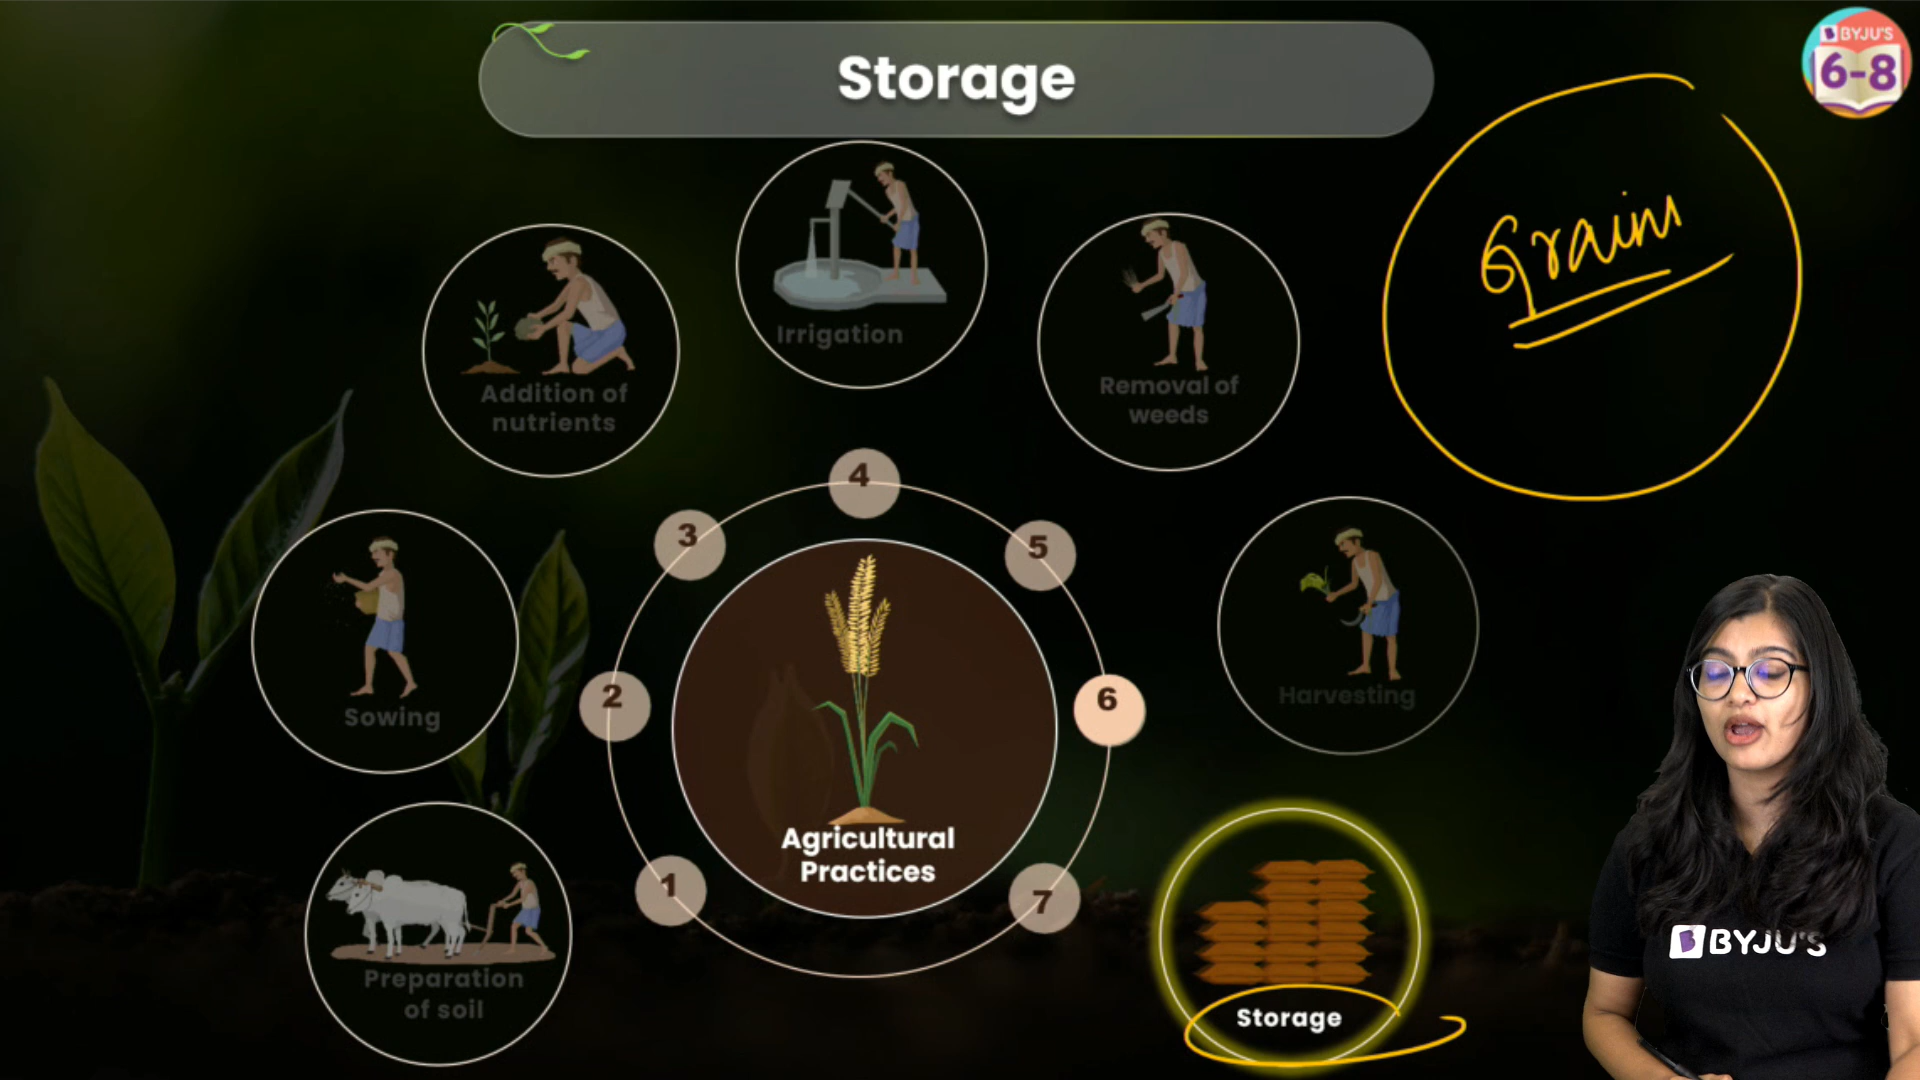 Storage
BYJU'S
6-8
Grains
Irrigation
Addition of
nutrients
Removal of
weeds
4
3
5
Sowing
2
6
Harvesting
Agricultural
Practices
1
7
Preparation
of soil
Storage
BYJU'S